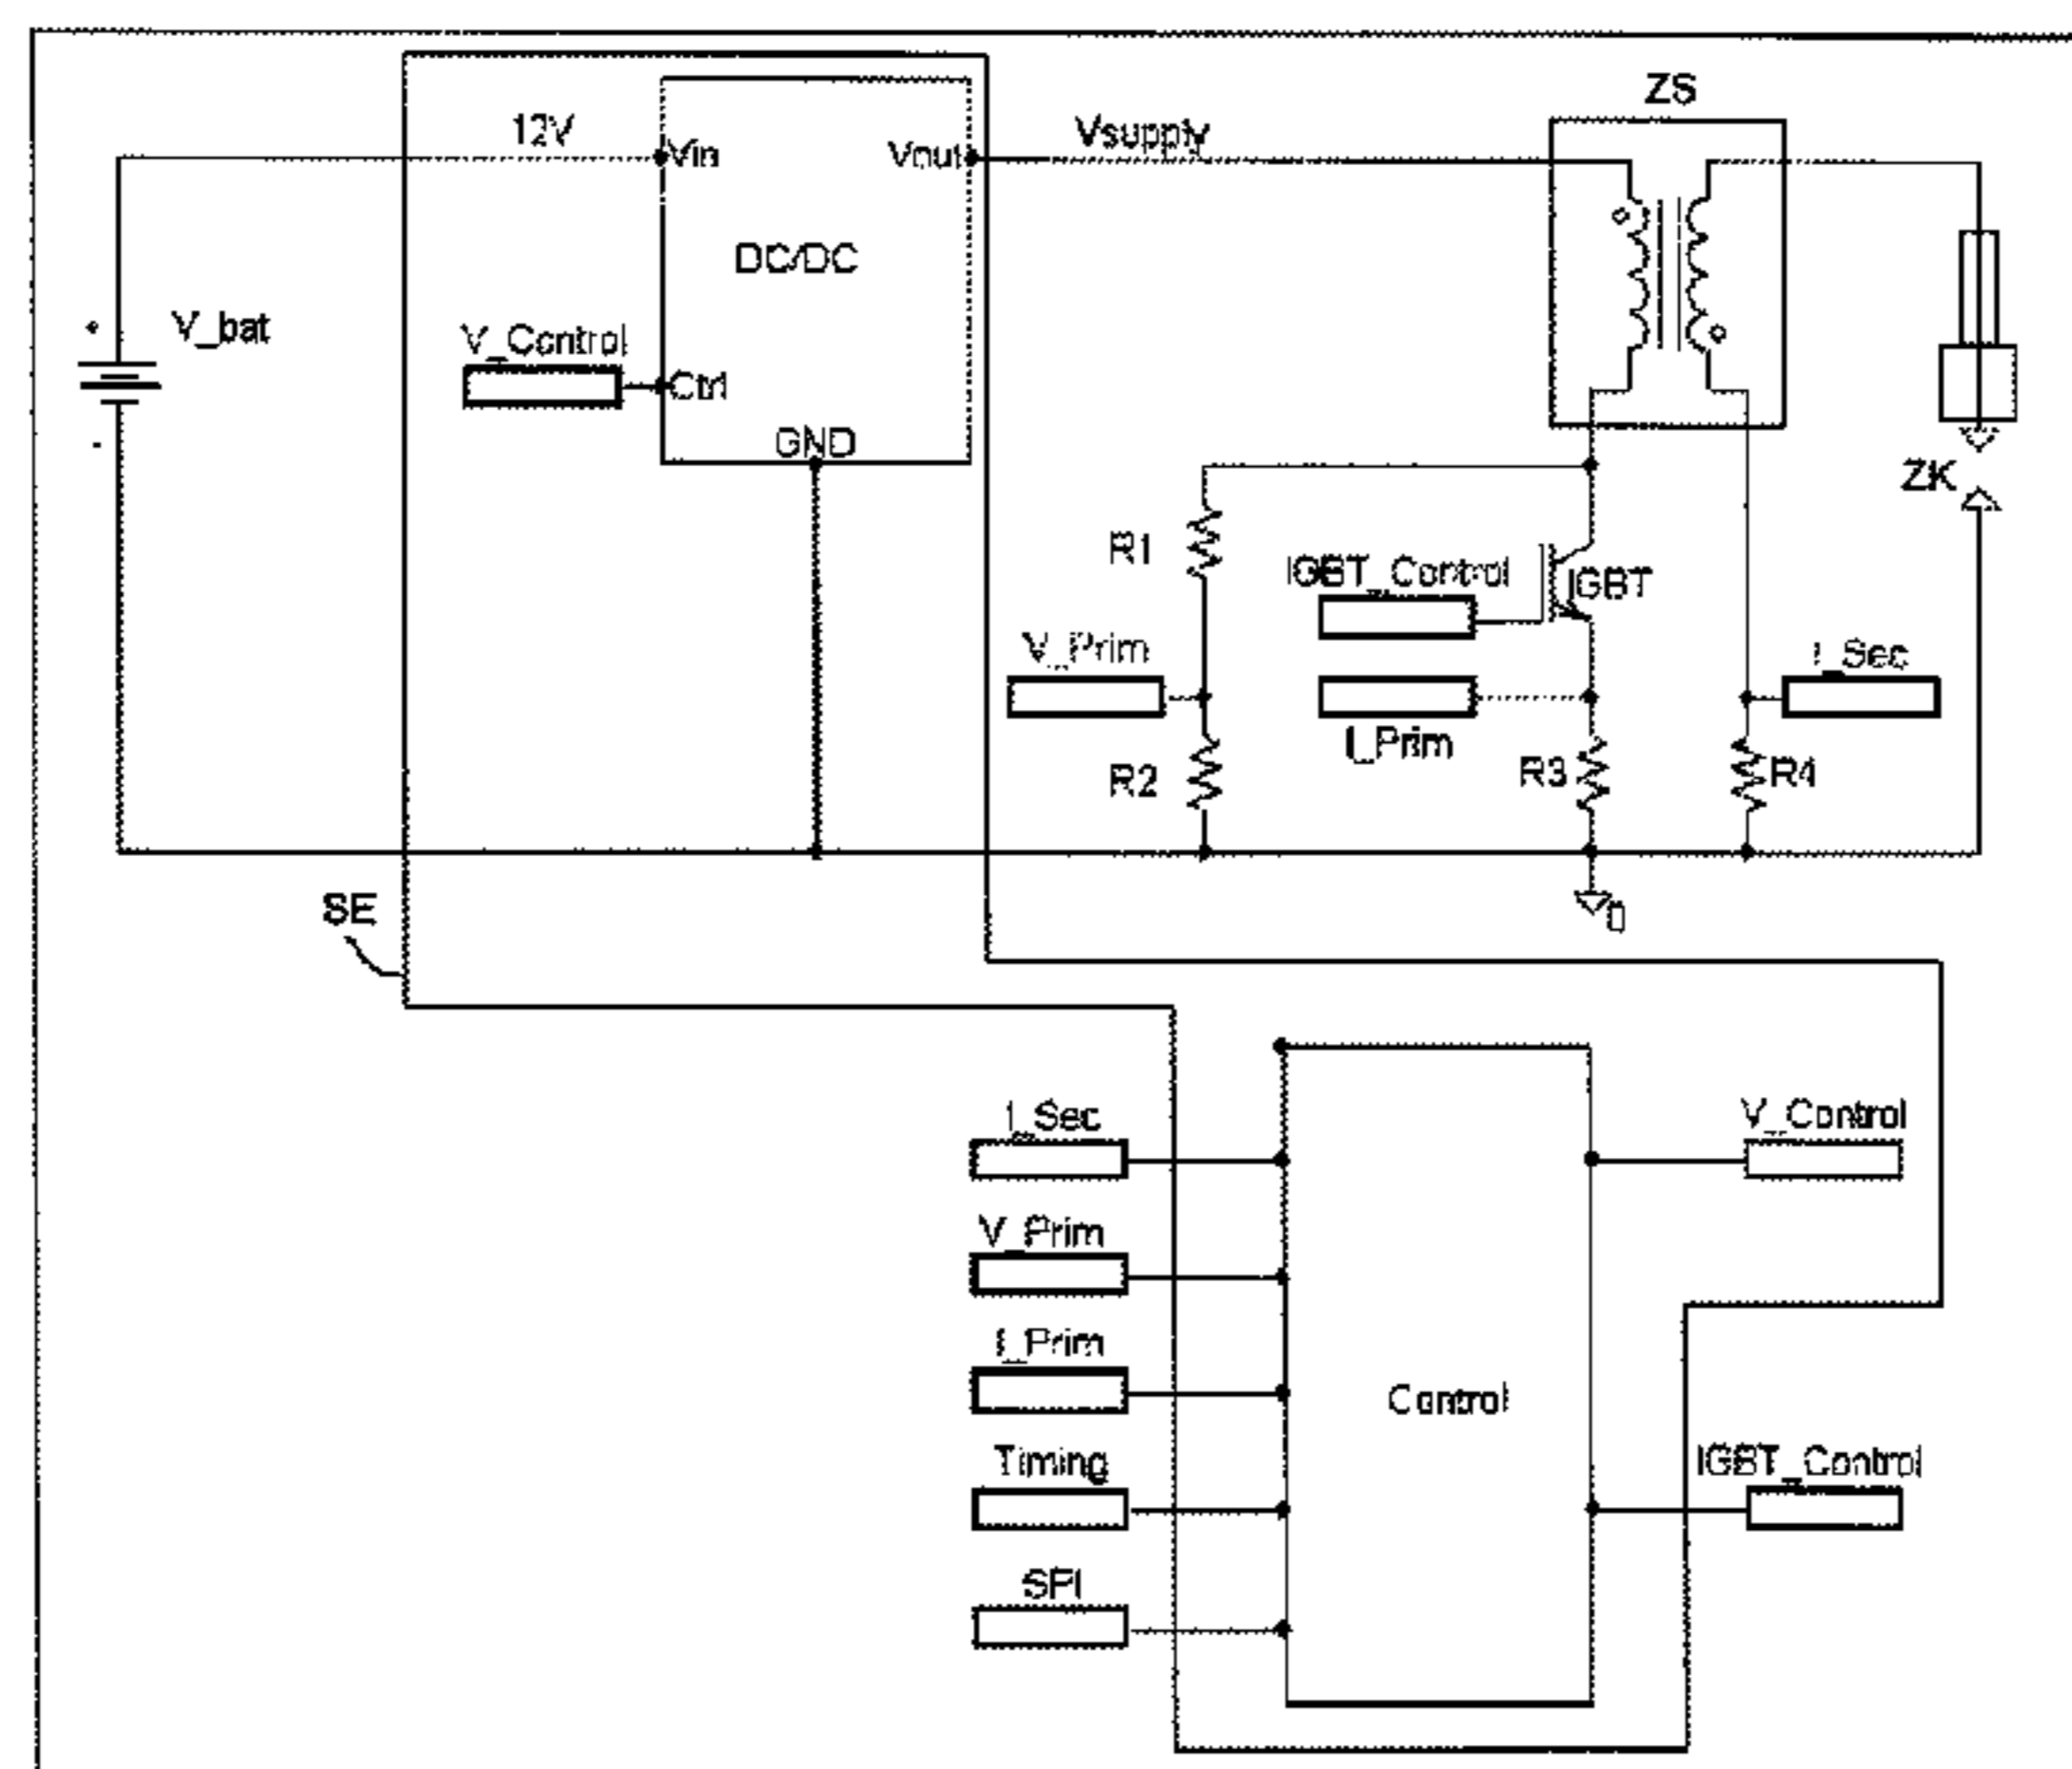 ZS
12V
Vsupply
Vin
Vout
DC/DC
V_bat
V_Control
Ctrl
GND
+
-
ZK
R1
IGBT_Control
IGBT
V_Prim
I_Sec
I_Prim
R2
R3
R4
0
SE
I_Sec
V_Control
V_Prim
I_Prim
Control
Timing
IGBT_Control
SPI